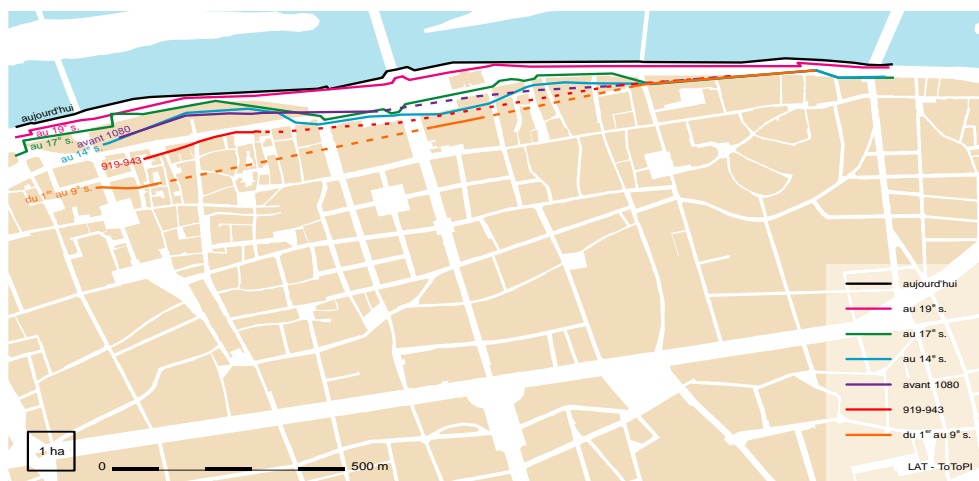 aujourd'hui
au 19e s.
au 17e s.
avant 1080
au 14e s.
919-943
du 1er au 9e s.
aujourd'hui
au 19e s.
au 17e s.
au 14e s.
avant 1080
919-943
du 1er au 9e s.
1 ha
0 500 m
LAT - ToToPI